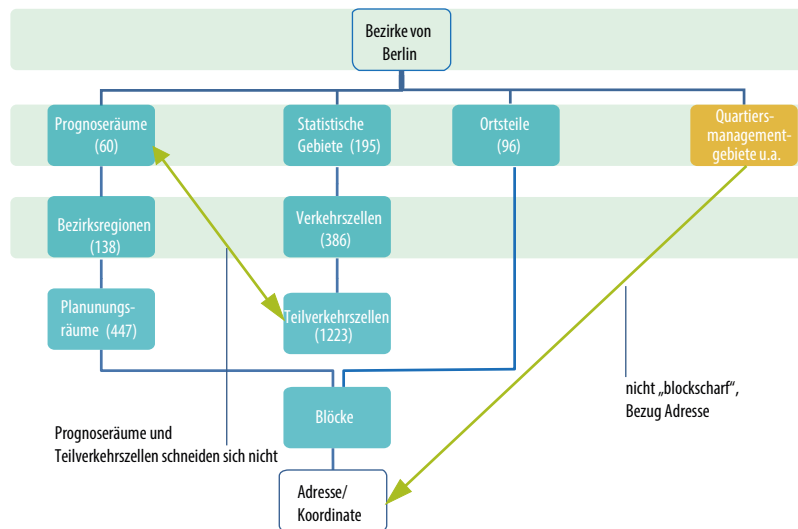 Bezirke von
Berlin
Prognoseräume
(60)
Statistische
Gebiete (195)
Ortsteile
(96)
Quartiers-
management-
gebiete u.a.
Bezirksregionen
(138)
Verkehrszellen
(386)
Planunungs-
räume (447)
Teilverkehrszellen
(1223)
nicht „blockscharf“,
Bezug Adresse
Blöcke
Prognoseräume und
Teilverkehrszellen schneiden sich nicht
Adresse/
Koordinate